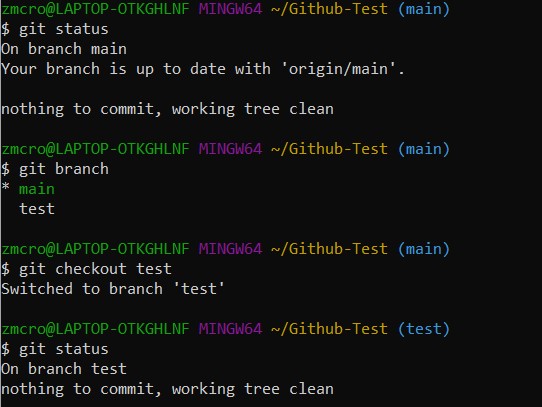 zmcro@LAPTOP-OTKGHLNF MINGW64 ~/Github-Test (main)
$ git status
On branch main
Your branch is up to date with 'origin/main'.
nothing to commit, working tree clean
zmcro@LAPTOP-OTKGHLNF MINGW64 ~/Github-Test (main)
$ git branch
* main
  test
zmcro@LAPTOP-OTKGHLNF MINGW64 ~/Github-Test (main)
$ git checkout test
Switched to branch 'test'
zmcro@LAPTOP-OTKGHLNF MINGW64 ~/Github-Test (test)
$ git status
On branch test
nothing to commit, working tree clean